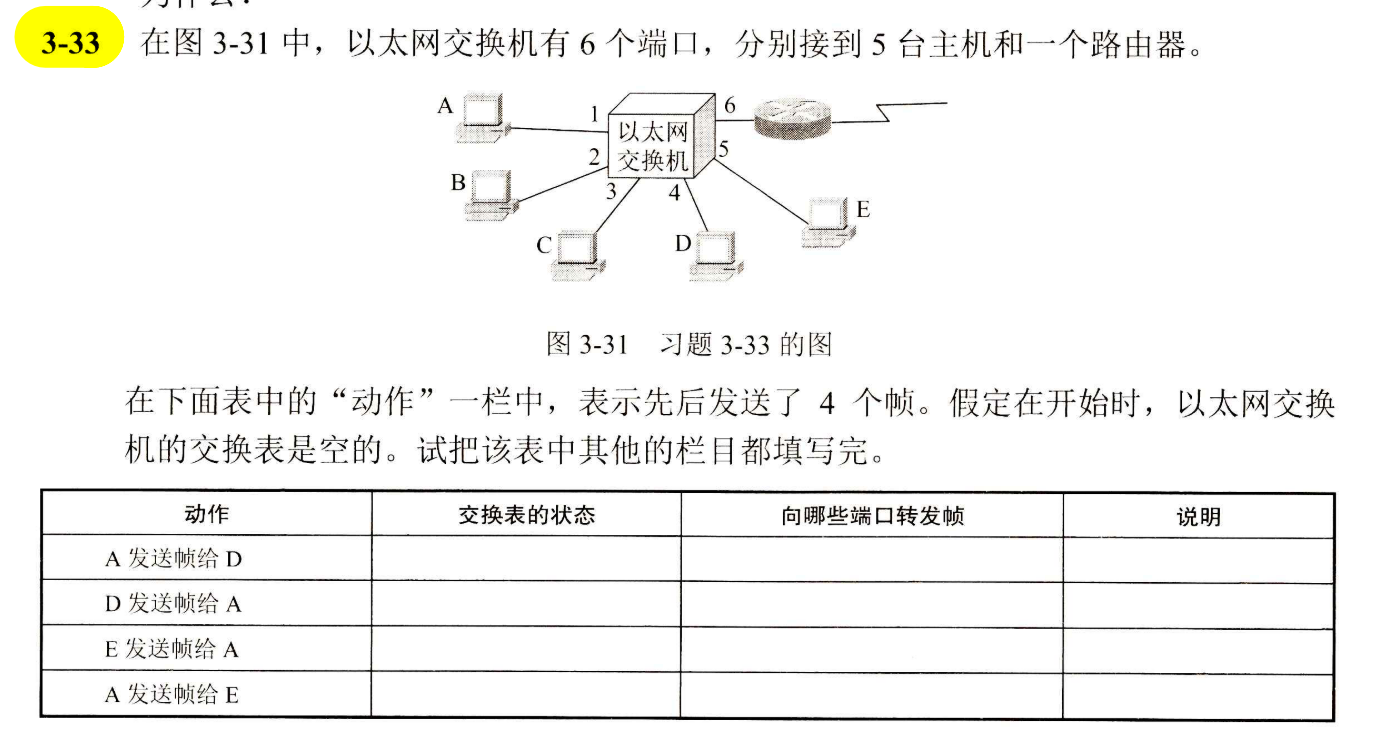 3-33 在图 3-31 中，以太网交换机有 6 个端口，分别接到 5 台主机和一个路由器。
A
1
6
以太网
交换机
2
5
B
3
4
E
C
D
图 3-31 习题 3-33 的图
在下面表中的“动作”一栏中，表示先后发送了 4 个帧。假定在开始时，以太网交换
机的交换表是空的。试把该表中其他的栏目都填写完。
动作 交换表的状态 向哪些端口转发帧 说明
A 发送帧给 D
D 发送帧给 A
E 发送帧给 A
A 发送帧给 E